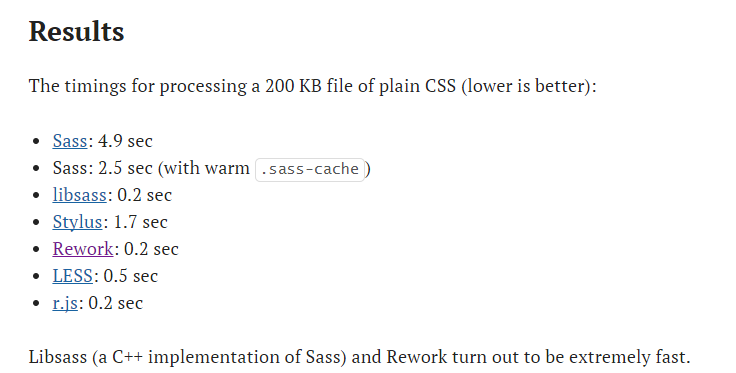 Results
The timings for processing a 200 KB file of plain CSS (lower is better):
• Sass: 4.9 sec
• Sass: 2.5 sec (with warm .sass-cache)
• libsass: 0.2 sec
• Stylus: 1.7 sec
• Rework: 0.2 sec
• LESS: 0.5 sec
• r.js: 0.2 sec
Libsass (a C++ implementation of Sass) and Rework turn out to be extremely fast.